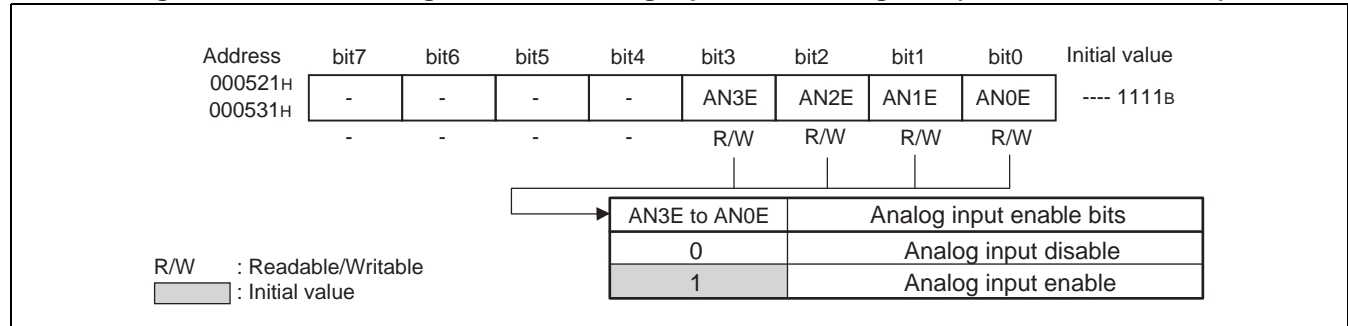 Address bit7 bit6 bit5 bit4 bit3 bit2 bit1 bit0 Initial value
000521H
000531H
- - - - AN3E AN2E AN1E AN0E ---- 1111B
- - - - R/W R/W R/W R/W
AN3E to AN0E Analog input enable bits
0 Analog input disable
1 Analog input enable
R/W : Readable/Writable
: Initial value